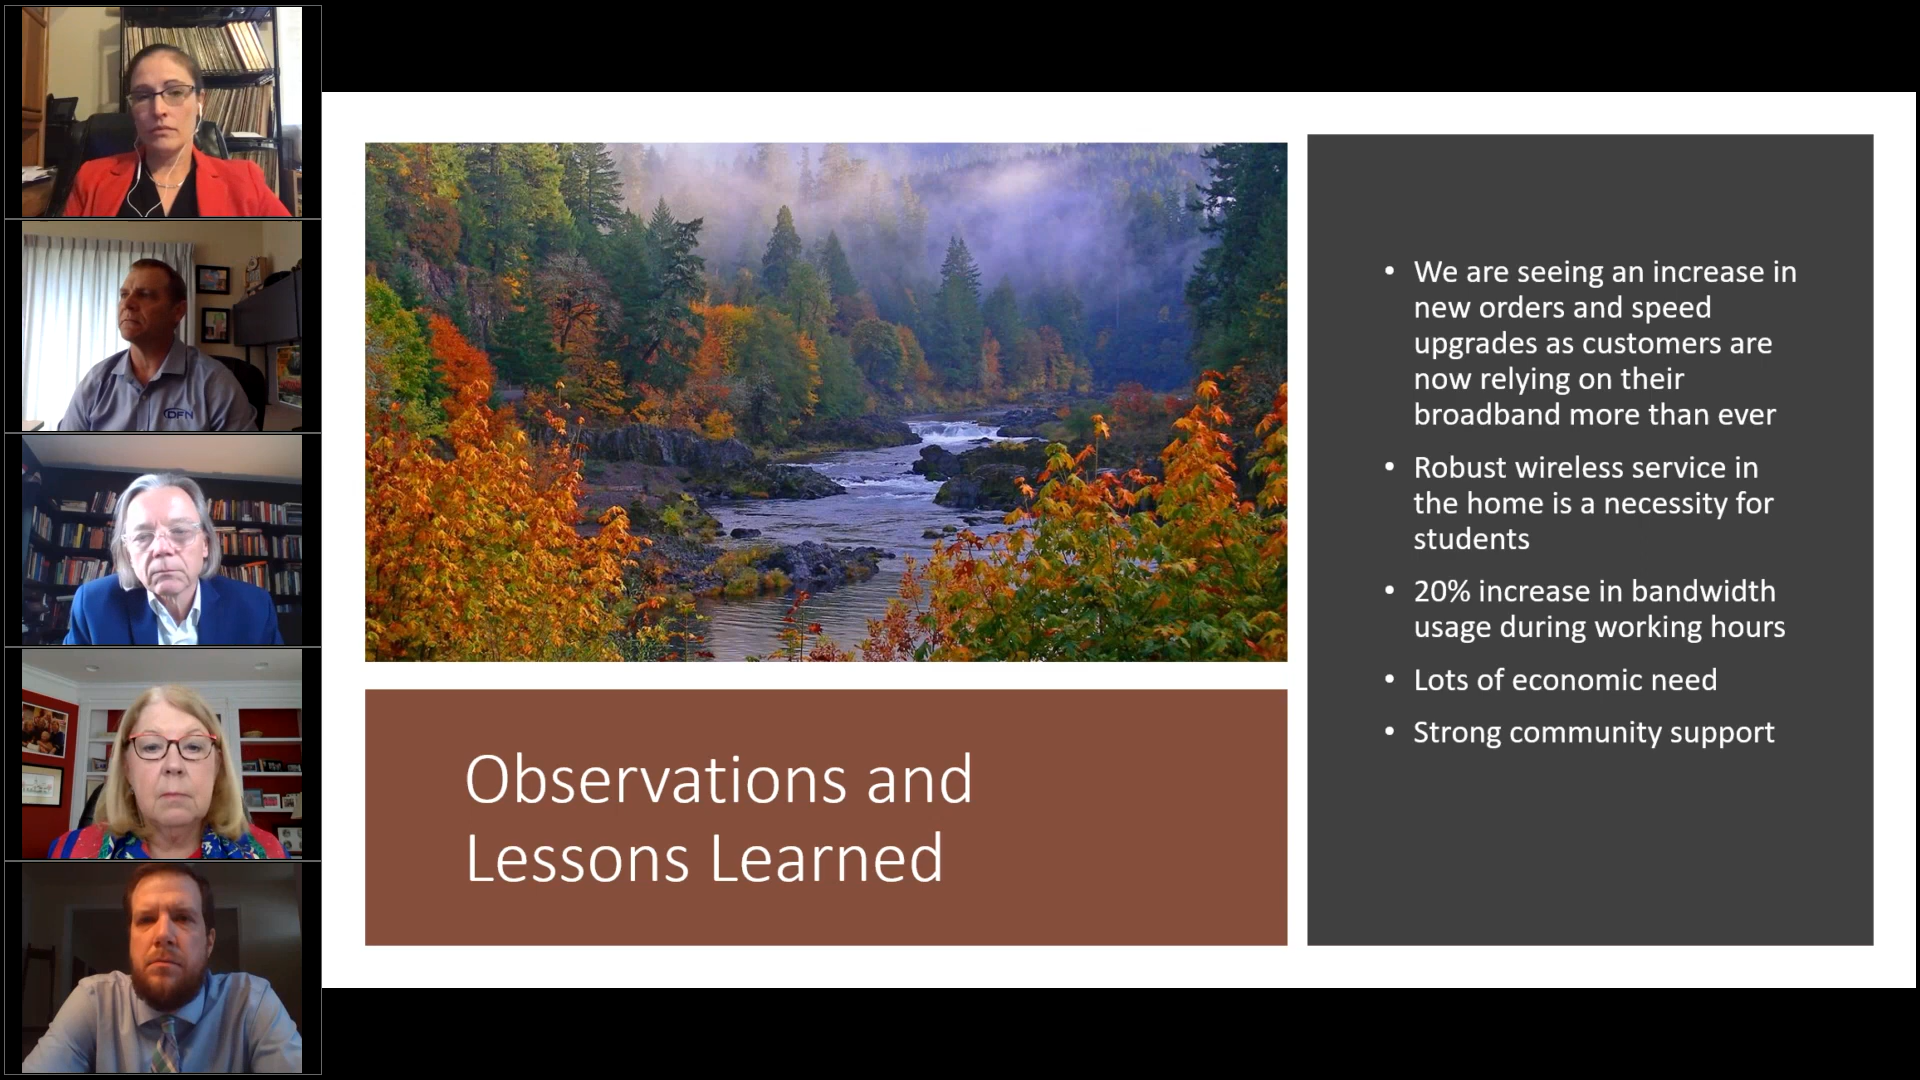 DFN
Observations and
Lessons Learned
• We are seeing an increase in
new orders and speed
upgrades as customers are
now relying on their
broadband more than ever
• Robust wireless service in
the home is a necessity for
students
• 20% increase in bandwidth
usage during working hours
• Lots of economic need
• Strong community support